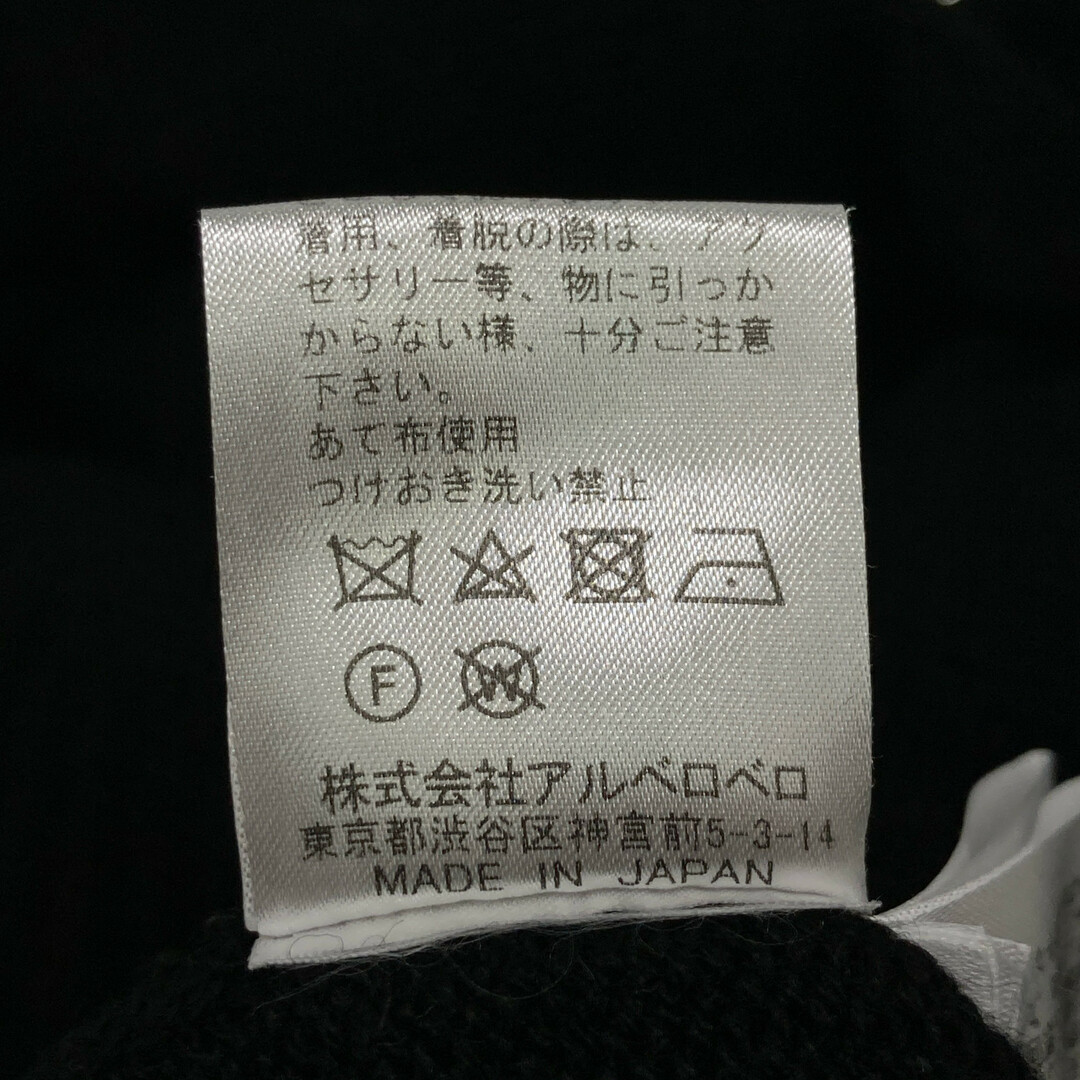 着用、着脱の際は、アク
セサリー等、物に引っか
からない様、十分ご注意
下さい。
あて布使用
つけおき洗い禁止
F
W
株式会社アルベロベロ
東京都渋谷区神宮前5-3-14
MADE IN JAPAN